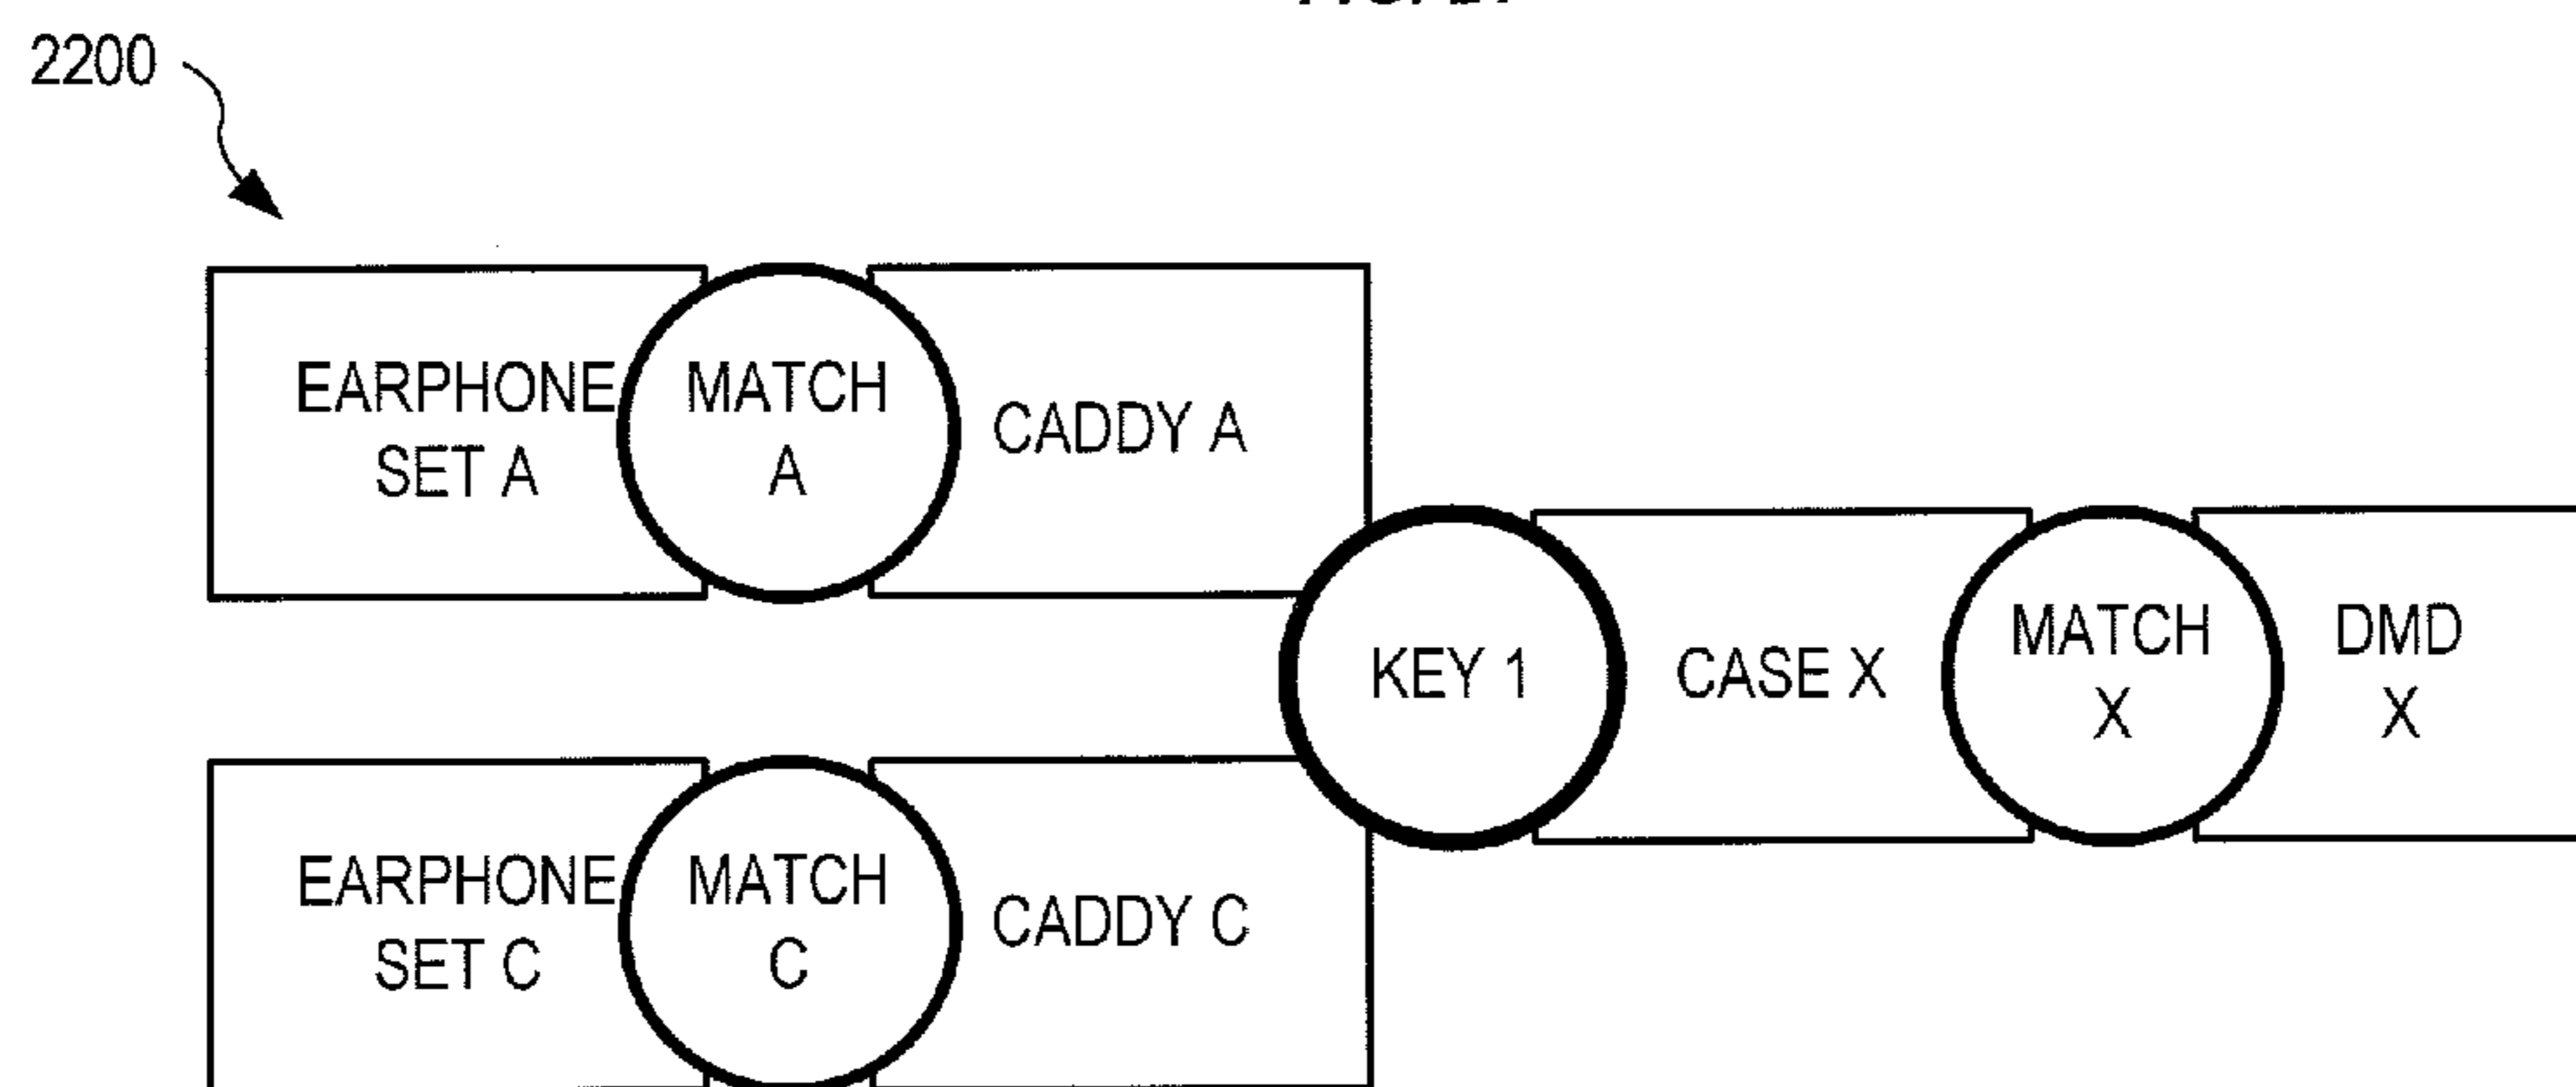 2200
EARPHONE
SET A
MATCH
A
CADDY A
KEY 1
CASE X
MATCH
X
DMD
X
EARPHONE
SET C
MATCH
C
CADDY C